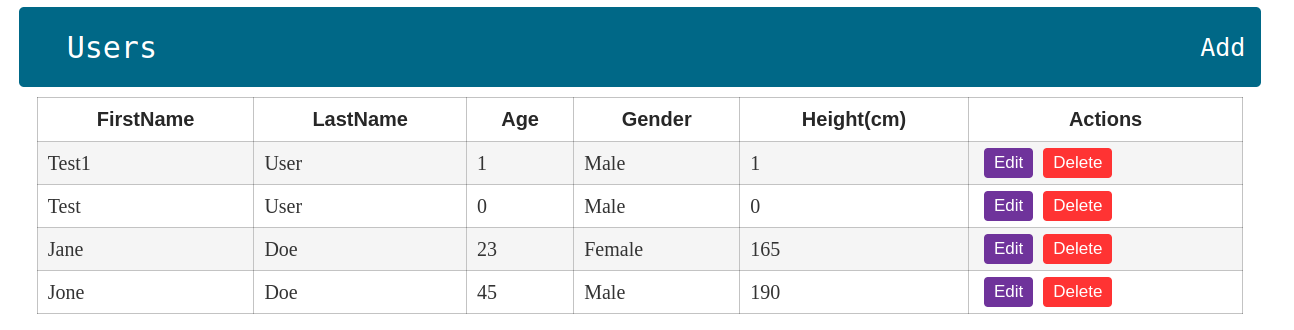 Users Add
FirstName LastName Age Gender Height(cm) Actions
Test1 User 1 Male 1 Edit Delete
Test User 0 Male 0 Edit Delete
Jane Doe 23 Female 165 Edit Delete
Jone Doe 45 Male 190 Edit Delete